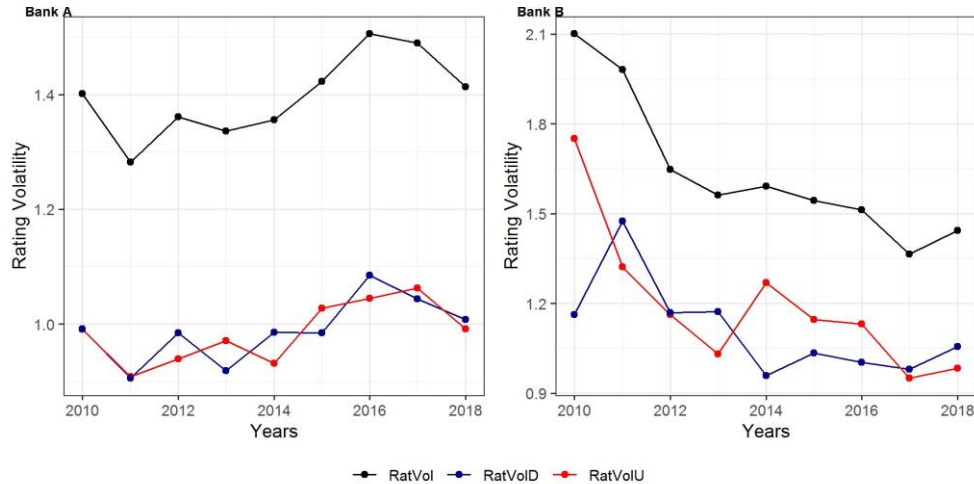 Bank A
Bank B
Rating Volatility
1.4
1.2
1.0
2010
2012
2014
2016
2018
Years
Rating Volatility
2.1
1.8
1.5
1.2
0.9
2010
2012
2014
2016
2018
Years
RatVol RatVolD RatVolU